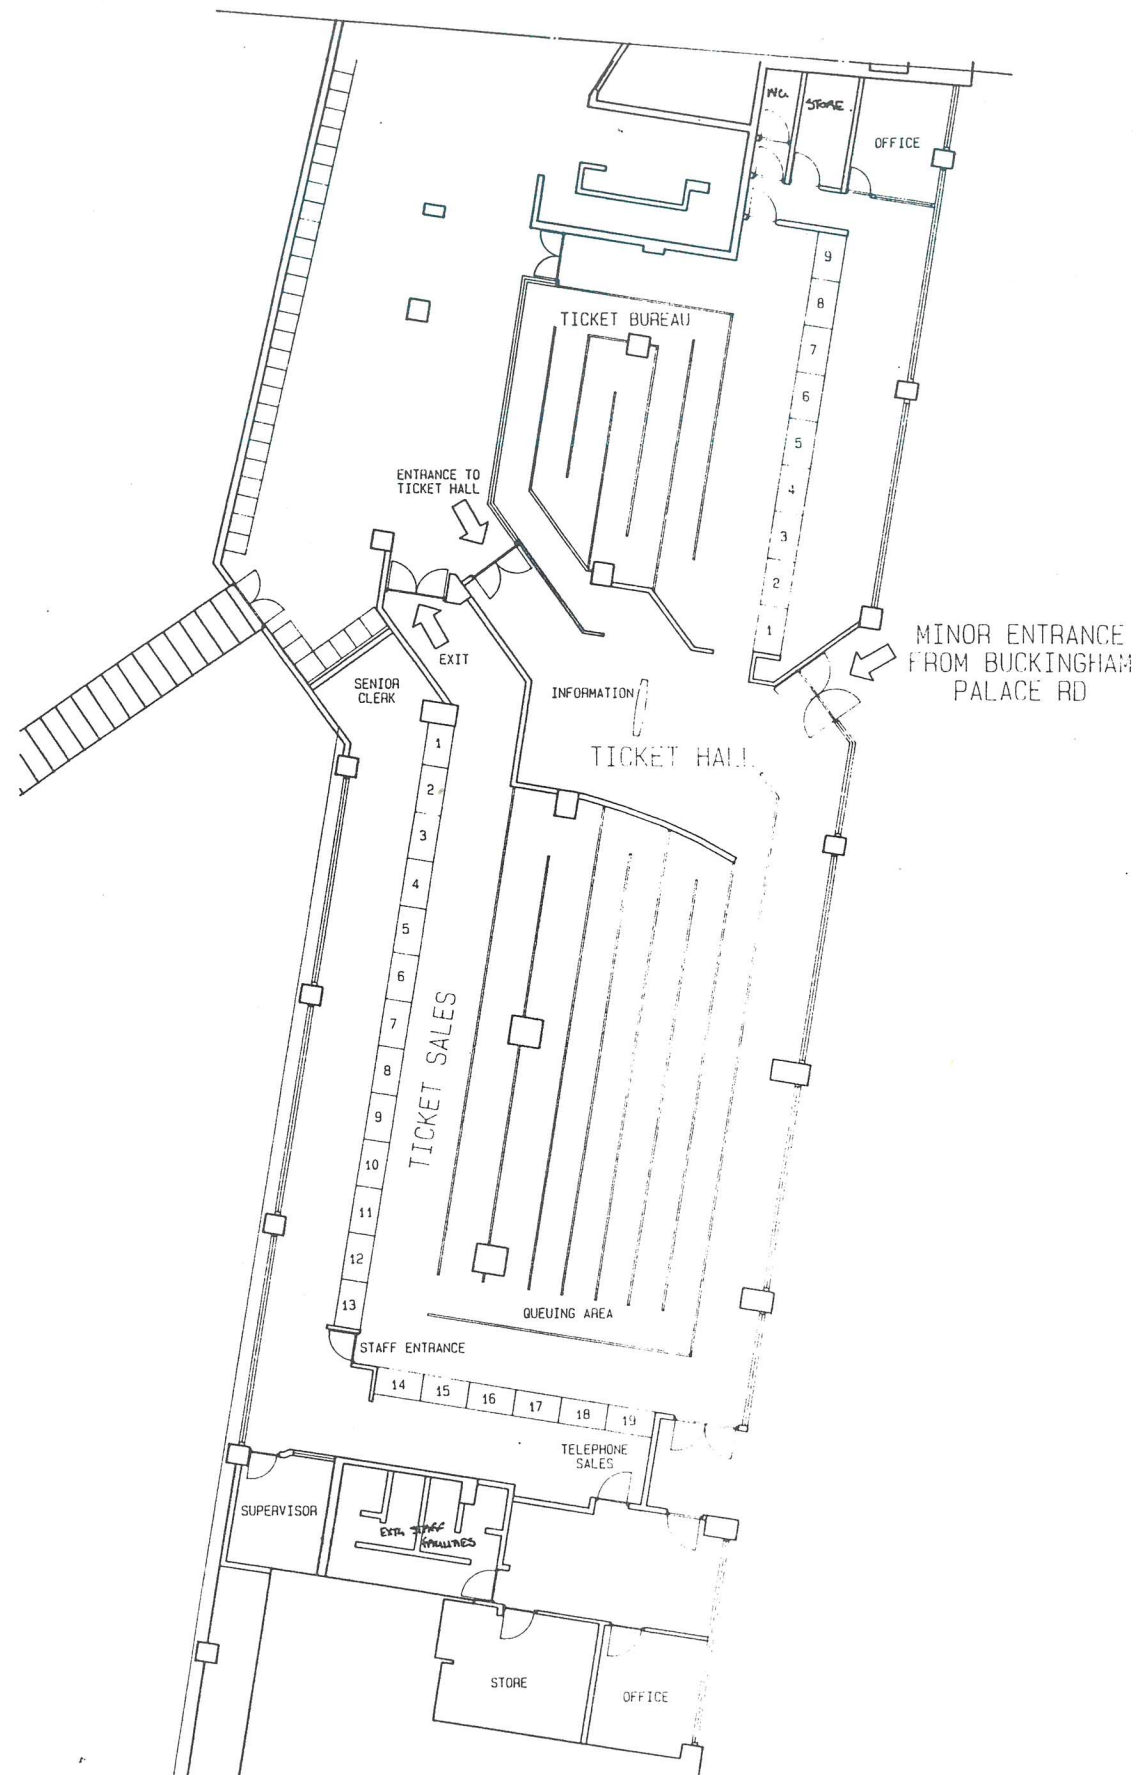 WC.
STORE.
OFFICE
9
8
TICKET BUREAU
7
6
5
ENTRANCE TO
TICKET HALL
4
3
2
1
MINOR ENTRANCE
FROM BUCKINGHAM
PALACE RD
EXIT
SENIOR
CLERK
INFORMATION
TICKET HALL
1
2
3
4
5
6
7
8
9
10
11
12
13
TICKET SALES
QUEUING AREA
STAFF ENTRANCE
14
15
16
17
18
19
TELEPHONE
SALES
SUPERVISOR
STAFF
FACILITIES
STORE
OFFICE